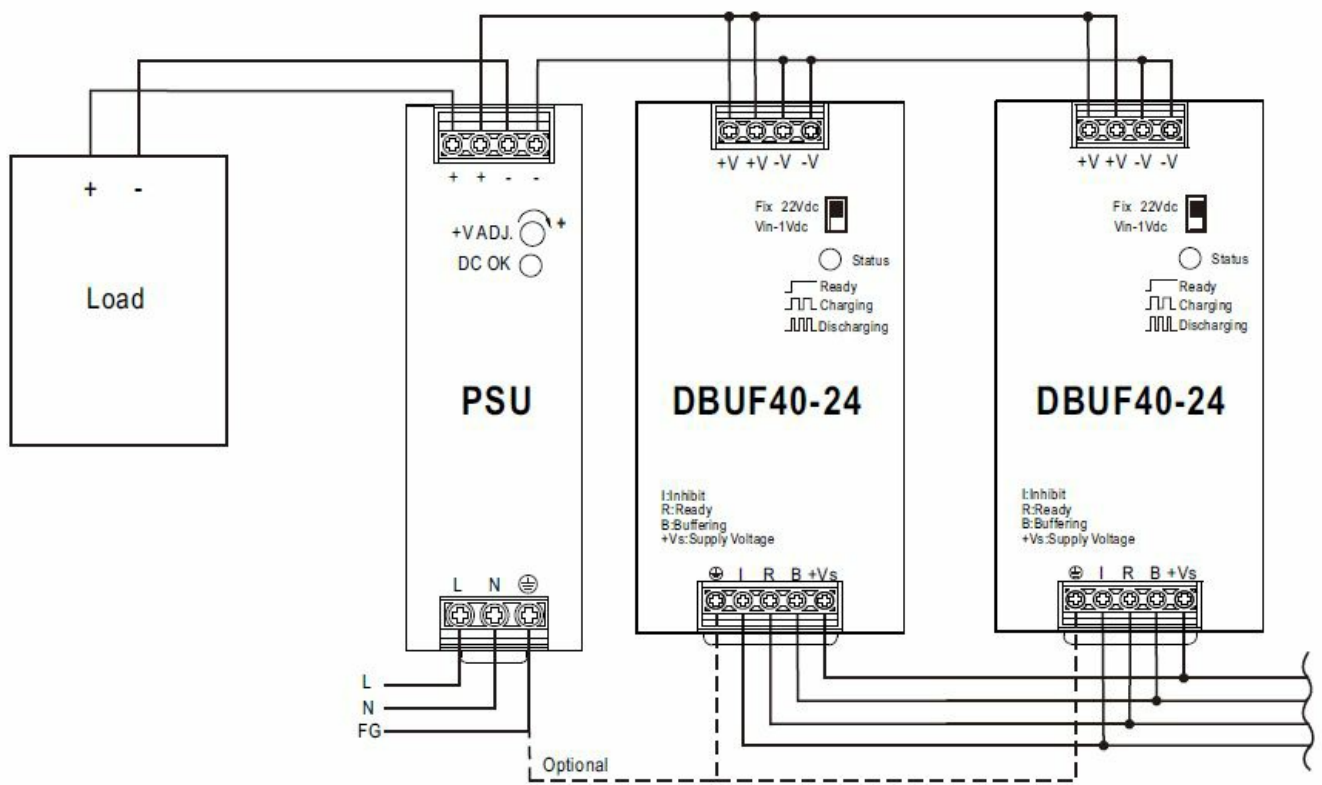 + -
Load
+ + - -
+V ADJ. +
DC OK
PSU
L N
L
N
FG
Optional
+V +V -V -V
Fix 22Vdc
Vin-1Vdc
Status
Ready
Charging
Discharging
DBUF40-24
I:Inhibit
R:Ready
B:Buffering
+Vs:Supply Voltage
I R B +Vs
+V +V -V -V
Fix 22Vdc
Vin-1Vdc
Status
Ready
Charging
Discharging
DBUF40-24
I:Inhibit
R:Ready
B:Buffering
+Vs:Supply Voltage
I R B +Vs